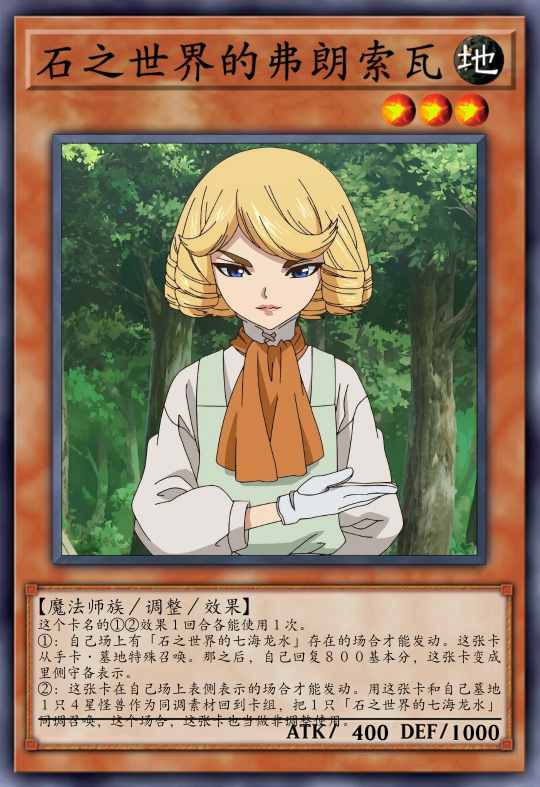 石之世界的弗朗索瓦
地
【魔法师族／调整／效果】
这个卡名的①②效果１回合各能使用１次。
①：自己场上有「石之世界的七海龙水」存在的场合才能发动。这张卡
从手卡·墓地特殊召唤。那之后，自己回复８００基本分，这张卡变成
里侧守备表示。
②：这张卡在自己场上表侧表示的场合才能发动。用这张卡和自己墓地
１只４星怪兽作为同调素材回到卡组，把１只「石之世界的七海龙水」
同调召唤，这个场合，这张卡也当做非调整使用。
ATK/ 400 DEF/1000